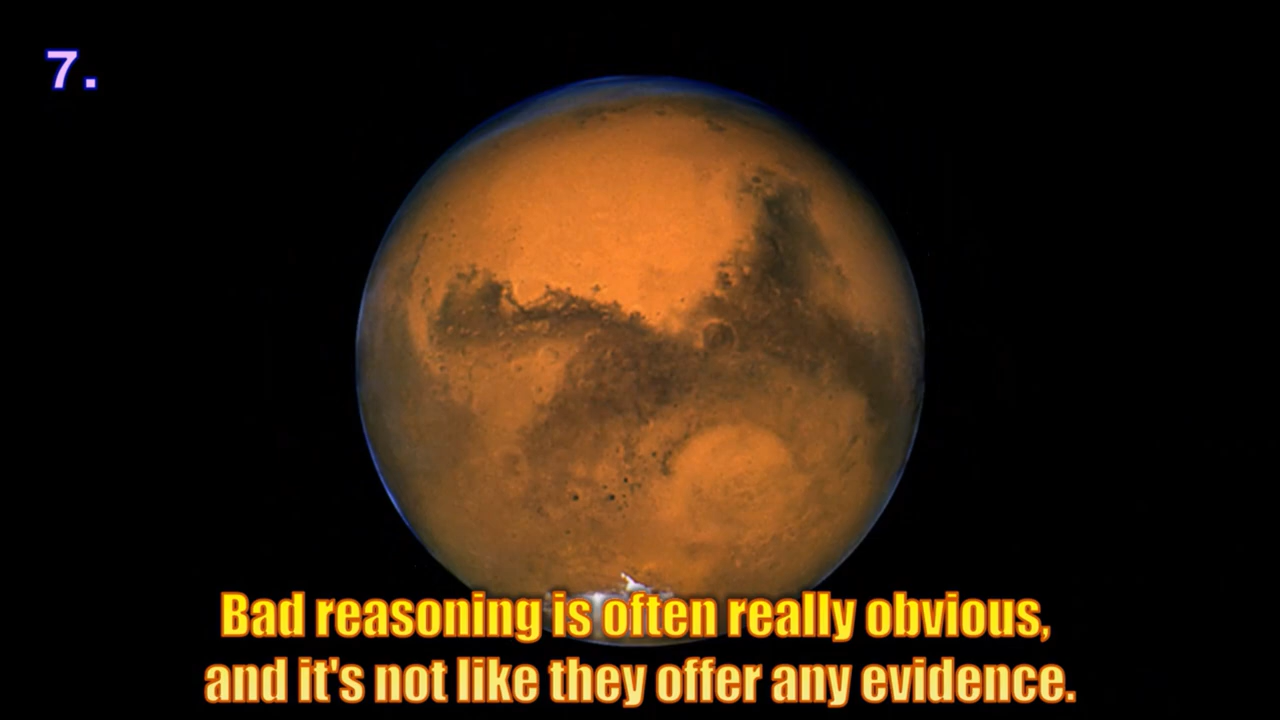 7.
Bad reasoning is often really obvious,
and it's not like they offer any evidence.